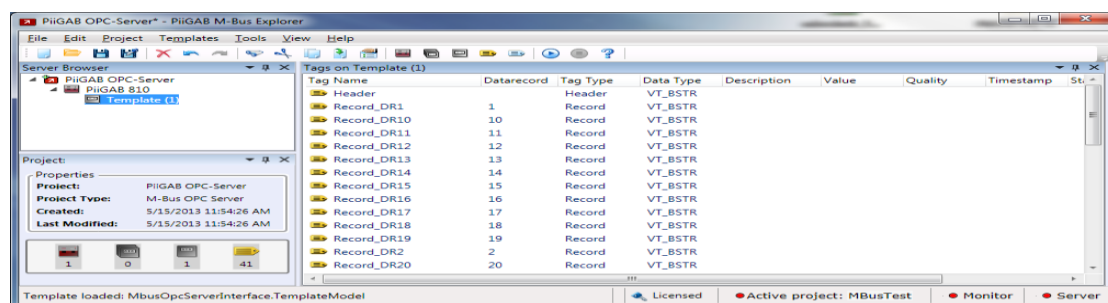 PiiGAB OPC-Server* - PiiGAB M-Bus Explorer
File Edit Project Templates Tools View Help
Server Browser
PiiGAB OPC-Server
PiiGAB 810
Template (1)
Project:
Properties
Project: PiiGAB OPC-Server
Project Type: M-Bus OPC Server
Created: 5/15/2013 11:54:26 AM
Last Modified: 5/15/2013 11:54:26 AM
1 0 1 41
Tags on Template (1)
Tag Name Datarecord Tag Type Data Type Description Value Quality Timestamp St
Header Header VT_BSTR
Record_DR1 1 Record VT_BSTR
Record_DR10 10 Record VT_BSTR
Record_DR11 11 Record VT_BSTR
Record_DR12 12 Record VT_BSTR
Record_DR13 13 Record VT_BSTR
Record_DR14 14 Record VT_BSTR
Record_DR15 15 Record VT_BSTR
Record_DR16 16 Record VT_BSTR
Record_DR17 17 Record VT_BSTR
Record_DR18 18 Record VT_BSTR
Record_DR19 19 Record VT_BSTR
Record_DR2 2 Record VT_BSTR
Record_DR20 20 Record VT_BSTR
Template loaded: MbusOpcServerInterface.TemplateModel Licensed Active project: MBusTest Monitor Server